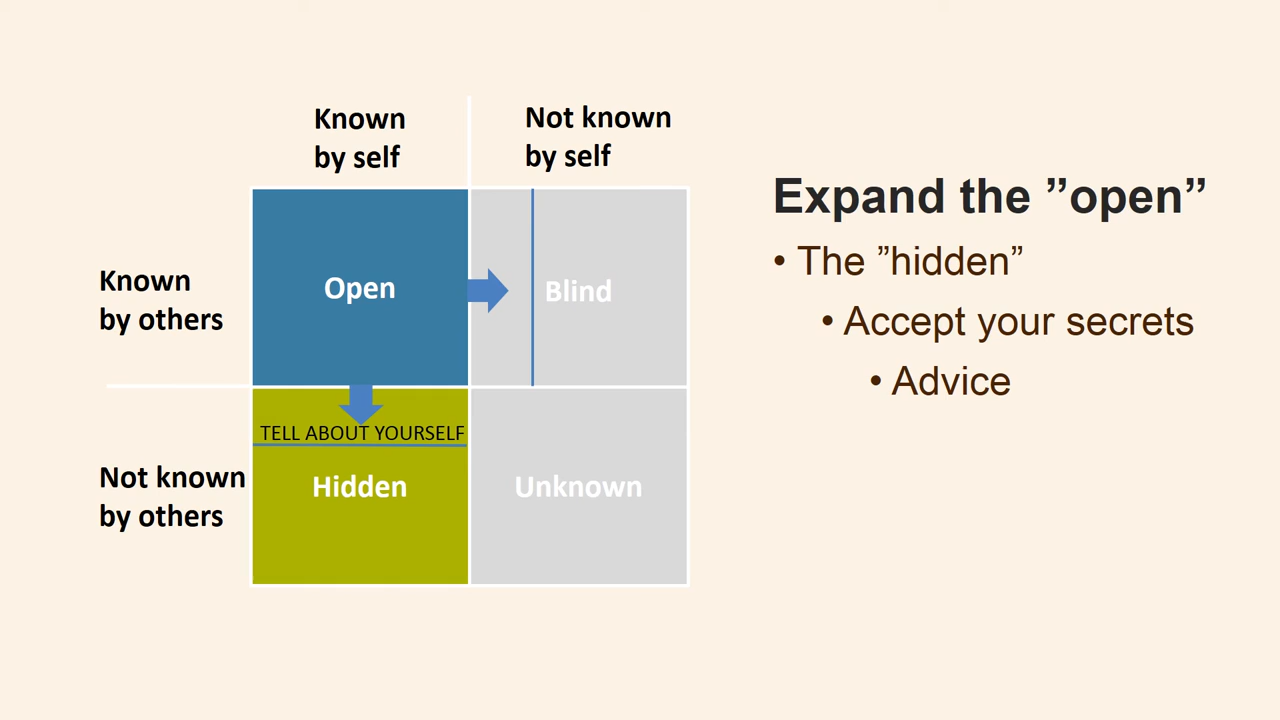 Known
by self
Not known
by self
Known
by others
Open
Blind
TELL ABOUT YOURSELF
Not known
by others
Hidden
Unknown
Expand the ”open”
• The ”hidden”
• Accept your secrets
• Advice